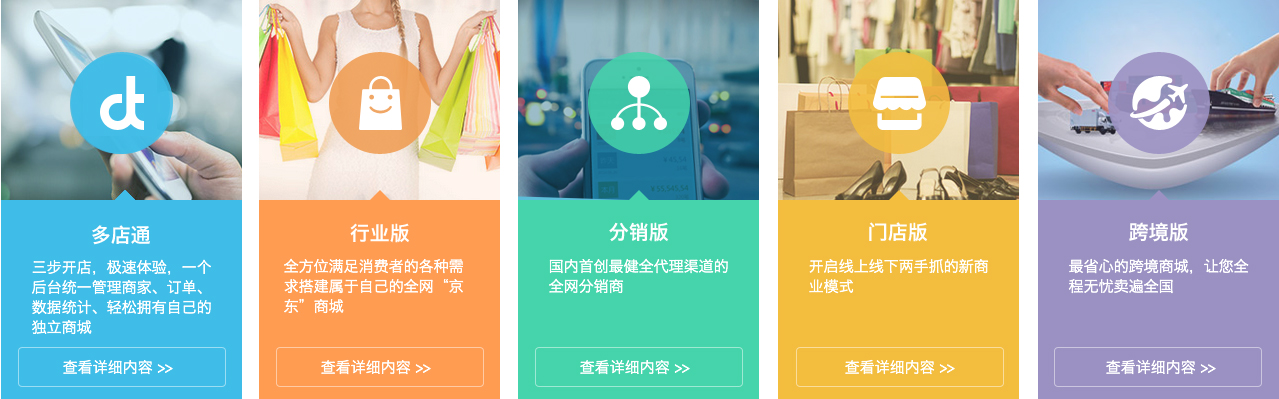 多店通
三步开店，极速体验，一个
后台统一管理商家、订单、
数据统计、轻松拥有自己的
独立商城
查看详细内容 >>
行业版
全方位满足消费者的各种需
求搭建属于自己的全网“京
东”商城
查看详细内容 >>
分销版
国内首创最健全代理渠道的
全网分销商
查看详细内容 >>
门店版
开启线上线下两手抓的新商
业模式
查看详细内容 >>
跨境版
最省心的跨境商城，让您全
程无忧卖遍全国
查看详细内容 >>